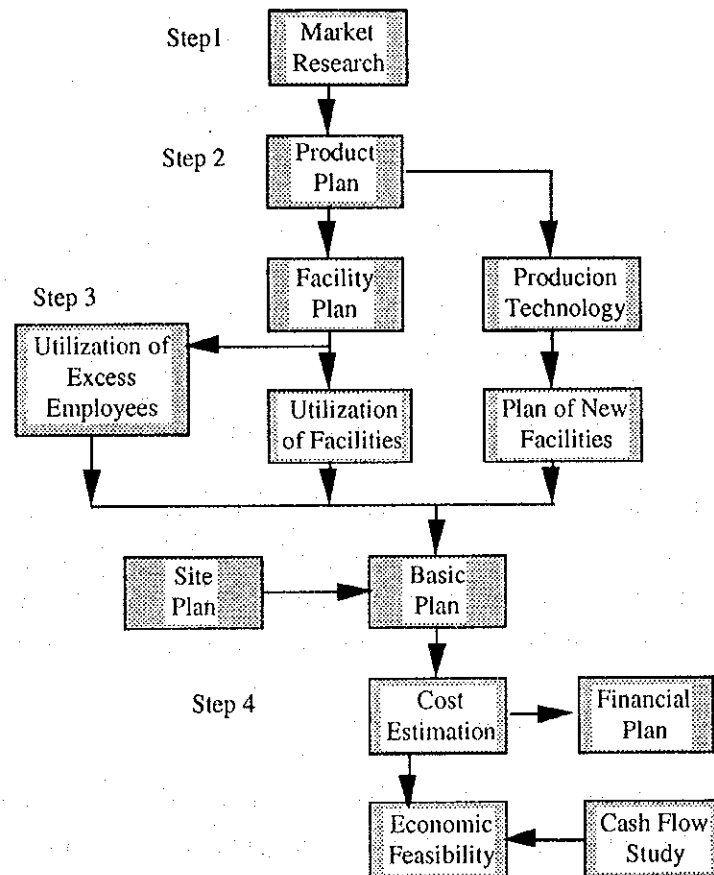 Step1
Market
Research
Step 2
Product
Plan
Facility
Plan
Producion
Technology
Step 3
Utilization of
Excess
Employees
Utilization
of Facilities
Plan of New
Facilities
Site
Plan
Basic
Plan
Step 4
Cost
Estimation
Financial
Plan
Economic
Feasibility
Cash Flow
Study